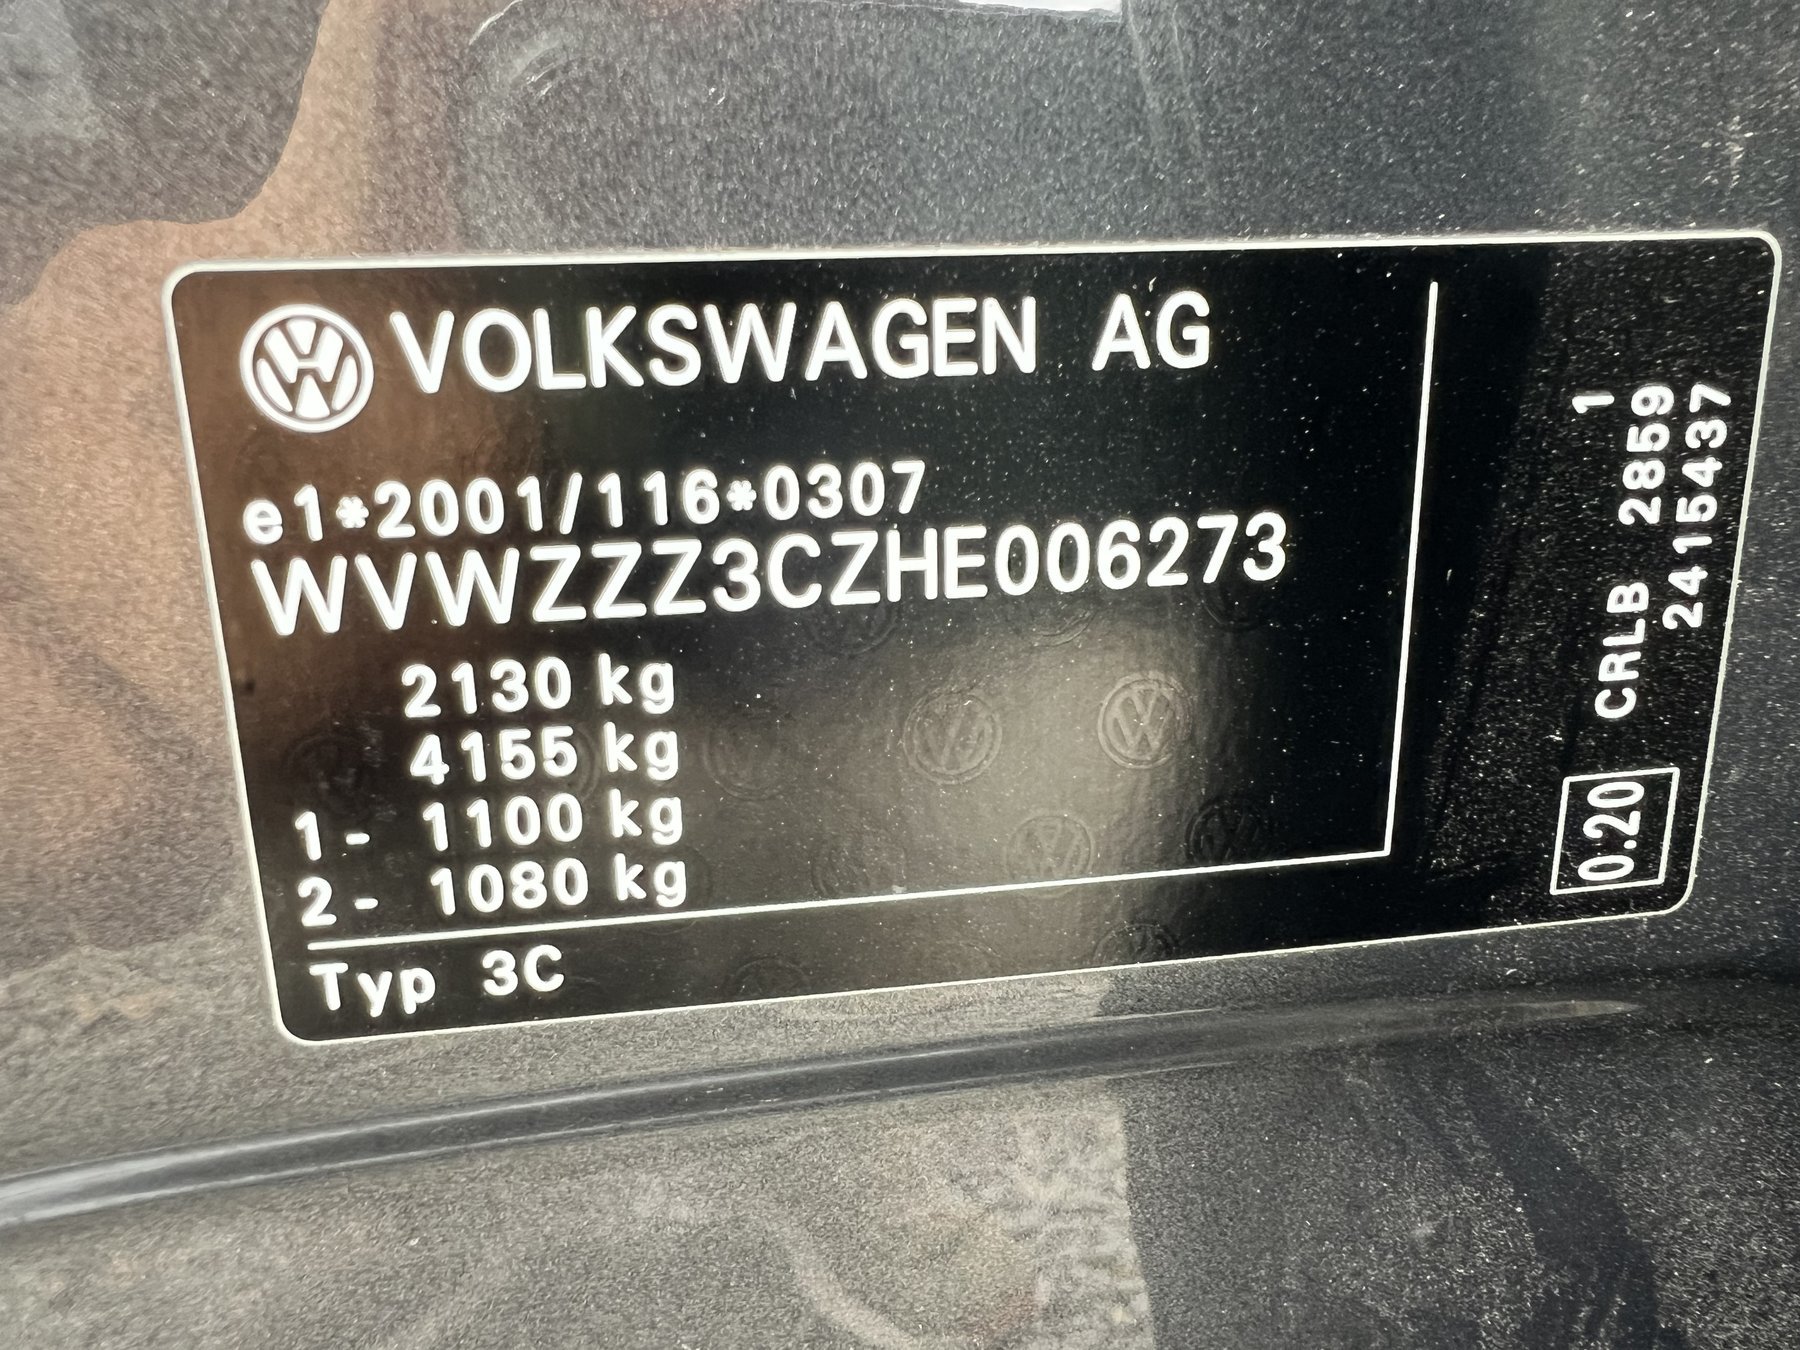 VOLKSWAGEN AG
e1*2001/116*0307
WVWZZZ3CZHE006273
2130 kg
4155 kg
1- 1100 kg
2- 1080 kg
Typ 3C
1
CRLB 2859
2415437
0.20